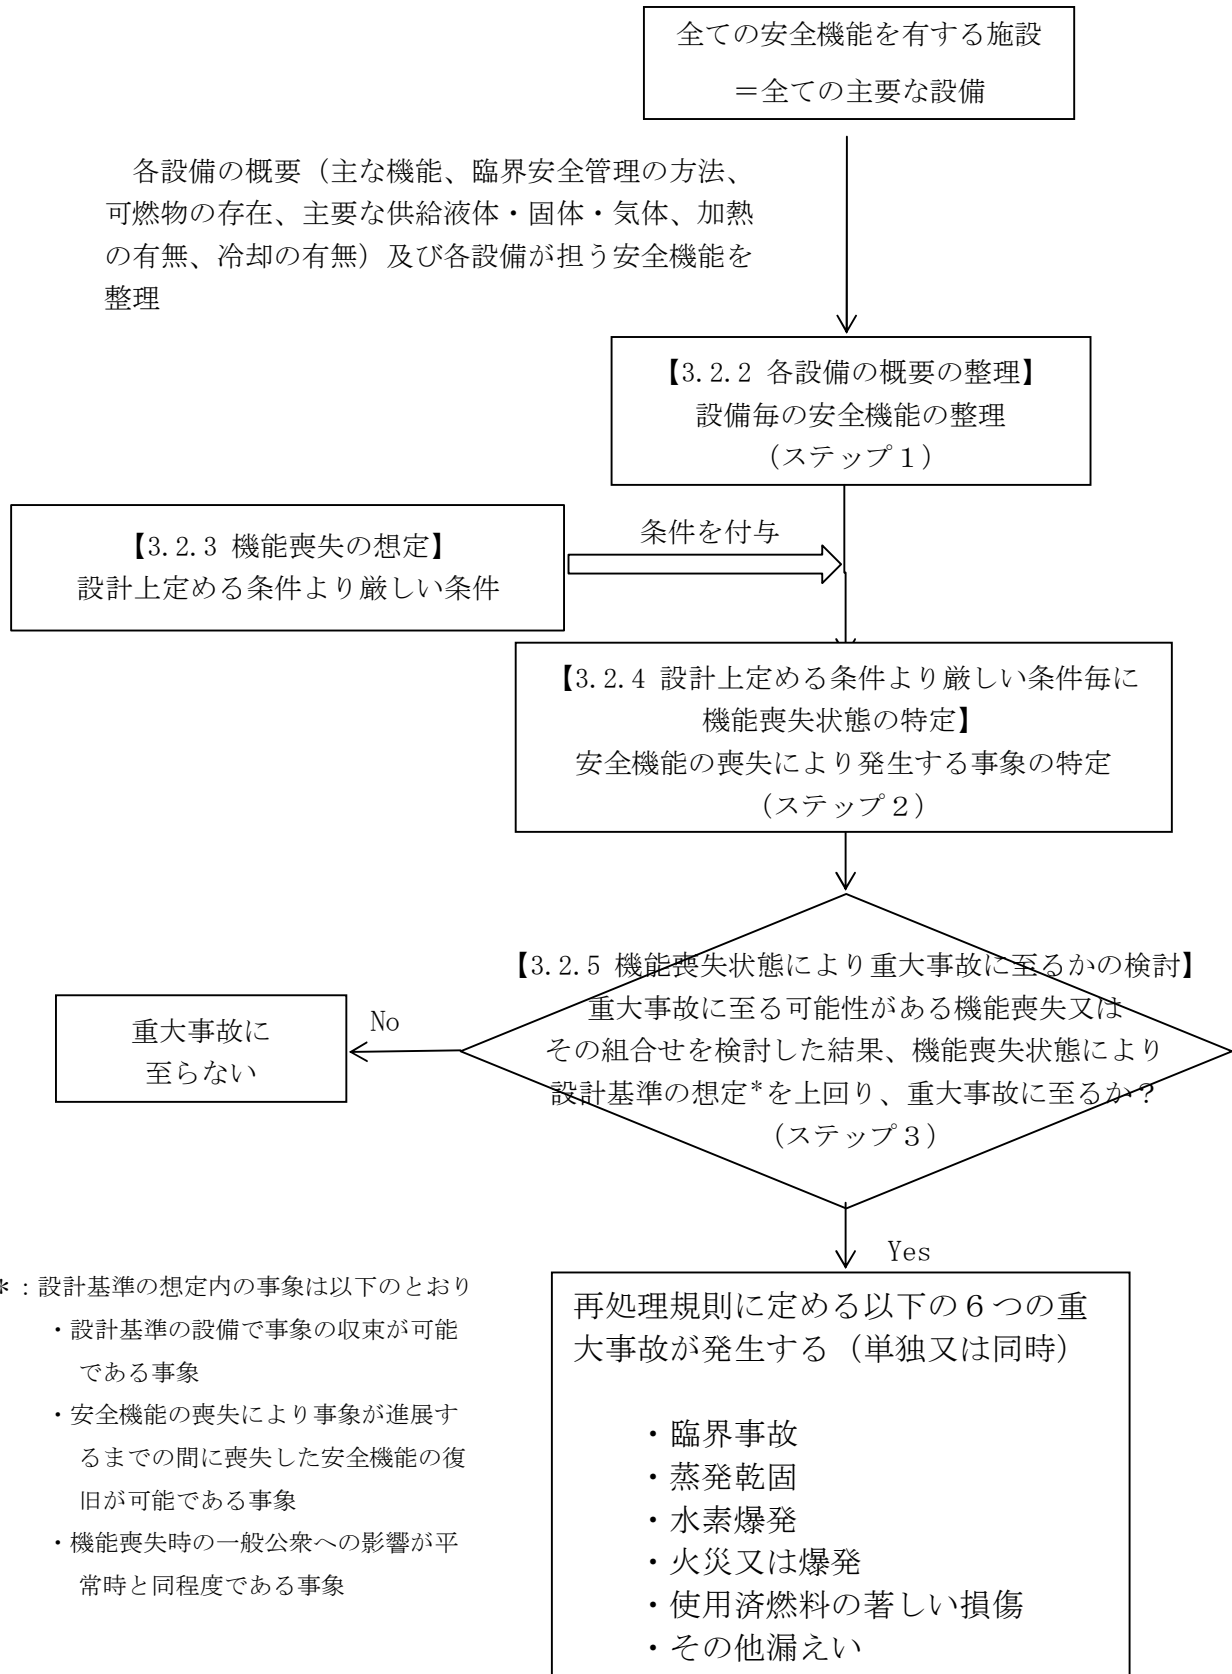 全ての安全機能を有する施設
＝全ての主要な設備
各設備の概要（主な機能、臨界安全管理の方法、
可燃物の存在、主要な供給液体・固体・気体、加熱
の有無、冷却の有無）及び各設備が担う安全機能を
整理
【3.2.2 各設備の概要の整理】
設備毎の安全機能の整理
（ステップ１）
条件を付与
【3.2.3 機能喪失の想定】
設計上定める条件より厳しい条件
【3.2.4 設計上定める条件より厳しい条件毎に
機能喪失状態の特定】
安全機能の喪失により発生する事象の特定
（ステップ２）
【3.2.5 機能喪失状態により重大事故に至るかの検討】
重大事故に至る可能性がある機能喪失又は
その組合せを検討した結果、機能喪失状態により
設計基準の想定*を上回り、重大事故に至るか？
（ステップ３）
No
重大事故に
至らない
Yes
再処理規則に定める以下の６つの重
大事故が発生する（単独又は同時）
・臨界事故
・蒸発乾固
・水素爆発
・火災又は爆発
・使用済燃料の著しい損傷
・その他漏えい
＊：設計基準の想定内の事象は以下のとおり
・設計基準の設備で事象の収束が可能
である事象
・安全機能の喪失により事象が進展す
るまでの間に喪失した安全機能の復
旧が可能である事象
・機能喪失時の一般公衆への影響が平
常時と同程度である事象